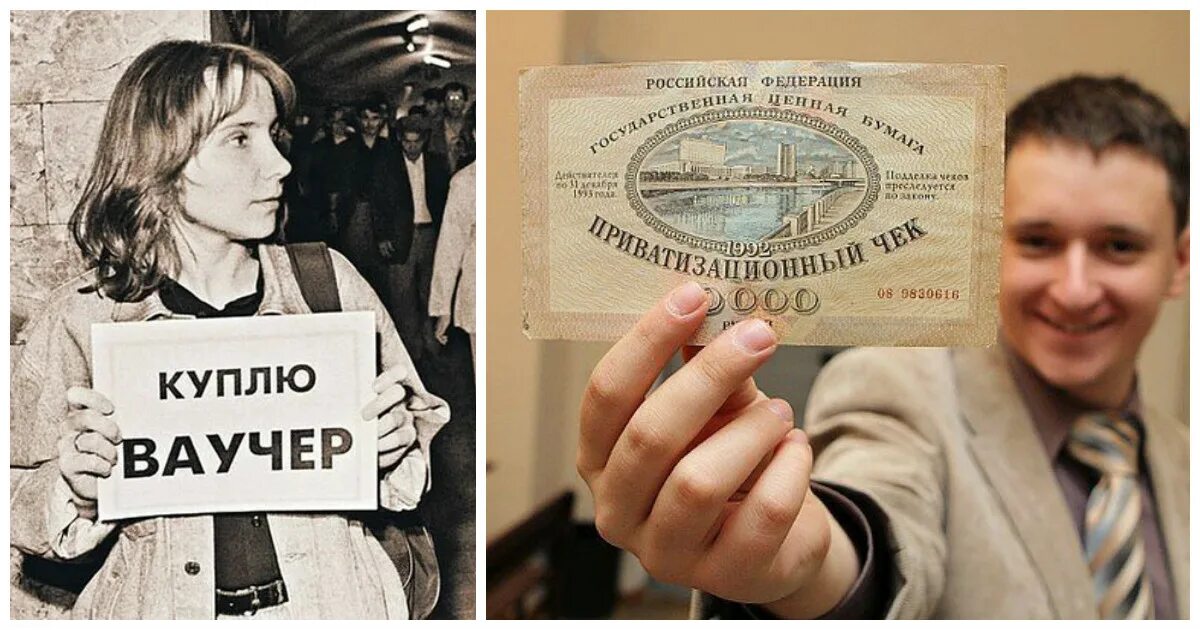 КУПЛЮ
ВАУЧЕР
РОССИЙСКАЯ ФЕДЕРАЦИЯ
ГОСУДАРСТВЕННАЯ ЦЕННАЯ БУМАГА
Действителен
по 31 декабря
1993 года.
Подделка чеков
преследуется
по закону.
1992
ПРИВАТИЗАЦИОННЫЙ ЧЕК
08 9830616